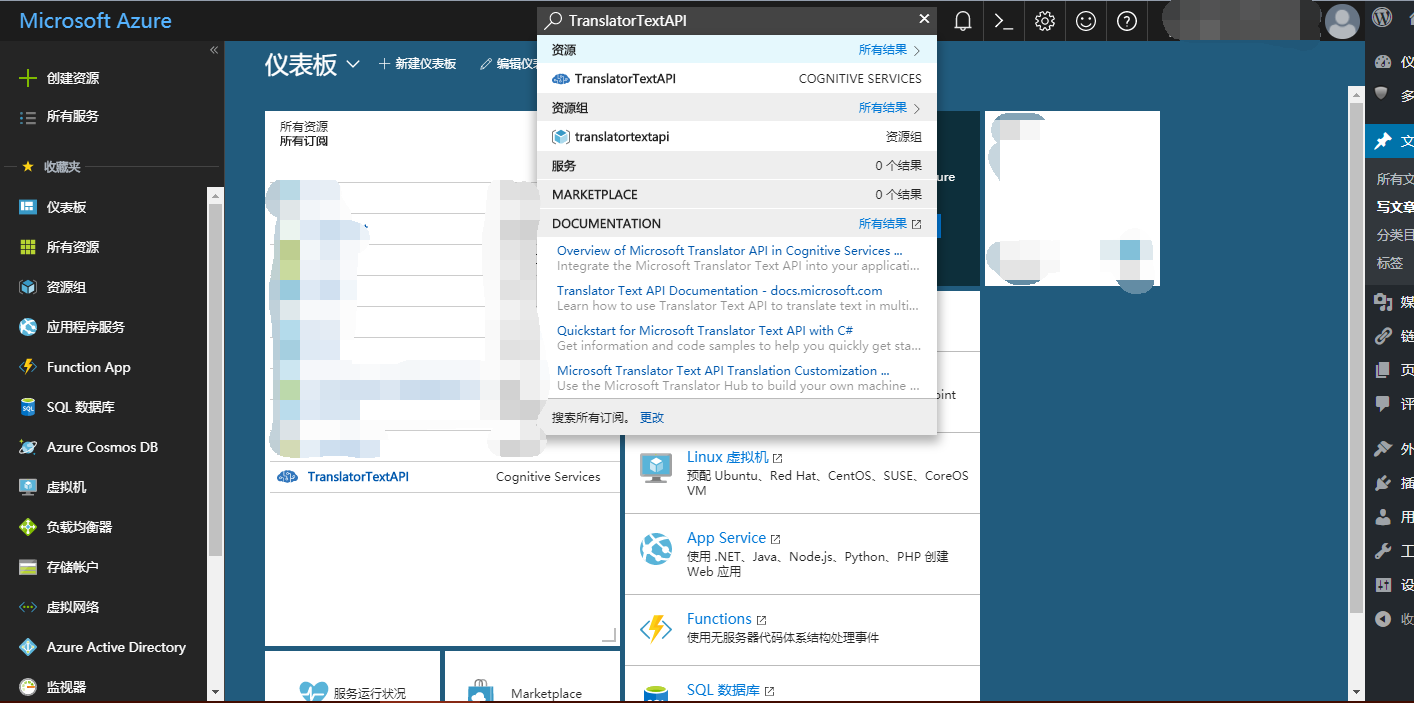 Microsoft Azure
TranslatorTextAPI
创建资源
所有服务
收藏夹
仪表板
所有资源
资源组
应用程序服务
Function App
SQL 数据库
Azure Cosmos DB
虚拟机
负载均衡器
存储帐户
虚拟网络
Azure Active Directory
监视器
仪表板
新建仪表板
编辑仪表
所有资源
所有订阅
TranslatorTextAPI Cognitive Services
服务运行状况
Marketplace
资源 所有结果
TranslatorTextAPI COGNITIVE SERVICES
资源组 所有结果
translatortextapi 资源组
服务 0 个结果
MARKETPLACE 0 个结果
DOCUMENTATION 所有结果
Overview of Microsoft Translator API in Cognitive Services ...
Integrate the Microsoft Translator Text API into your applicati...
Translator Text API Documentation - docs.microsoft.com
Learn how to use Translator Text API to translate text in multi...
Quickstart for Microsoft Translator Text API with C#
Get information and code samples to help you quickly get sta...
Microsoft Translator Text API Translation Customization ...
Use the Microsoft Translator Hub to build your own machine ...
搜索所有订阅。 更改
ure
oint
Linux 虚拟机
预配 Ubuntu、Red Hat、CentOS、SUSE、CoreOS
VM
App Service
使用 .NET、Java、Node.js、Python、PHP 创建
Web 应用
Functions
使用无服务器代码体系结构处理事件
SQL 数据库
仪
多
文
所有文
写文章
分类目
标签
媒
链
页
评
外
插
用
工
设
收